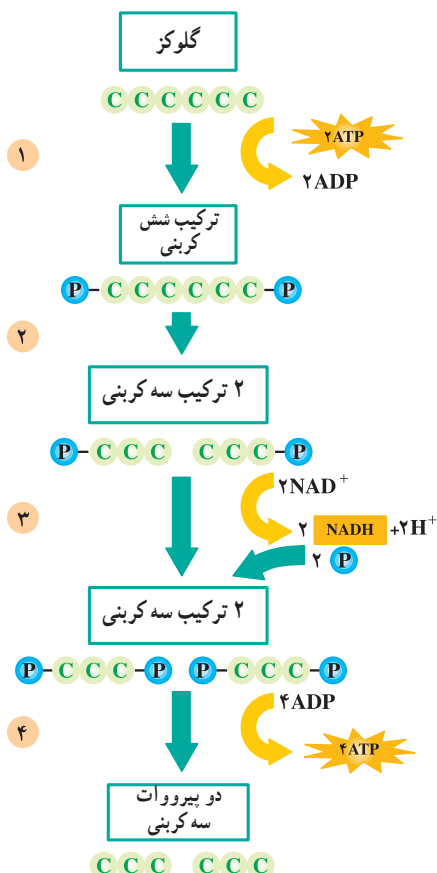 گلوکز
C C C C C C
۱
۲ATP
۲ADP
ترکیب شش
کربنی
P-C C C C C C-P
۲
۲ ترکیب سه کربنی
P-C C C C C C-P
۳
۲NAD+
۲ NADH +۲H+
۲ P
۲ ترکیب سه کربنی
P-C C C-P P-C C C-P
۴
۴ADP
۴ATP
دو پیرووات
سه کربنی
C C C C C C